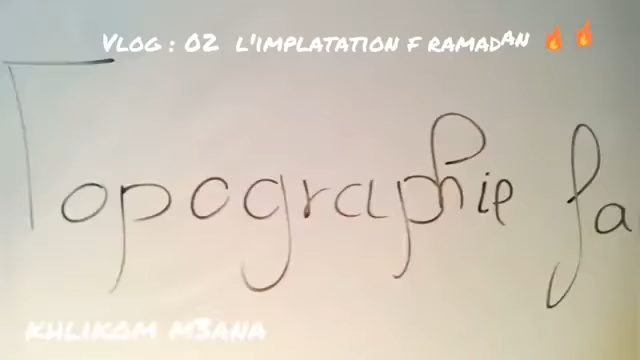 VLOG : 02 L'IMPLATATION F RAMADAN 🔥🔥
Topographie fa
KHLIKOM M3ANA